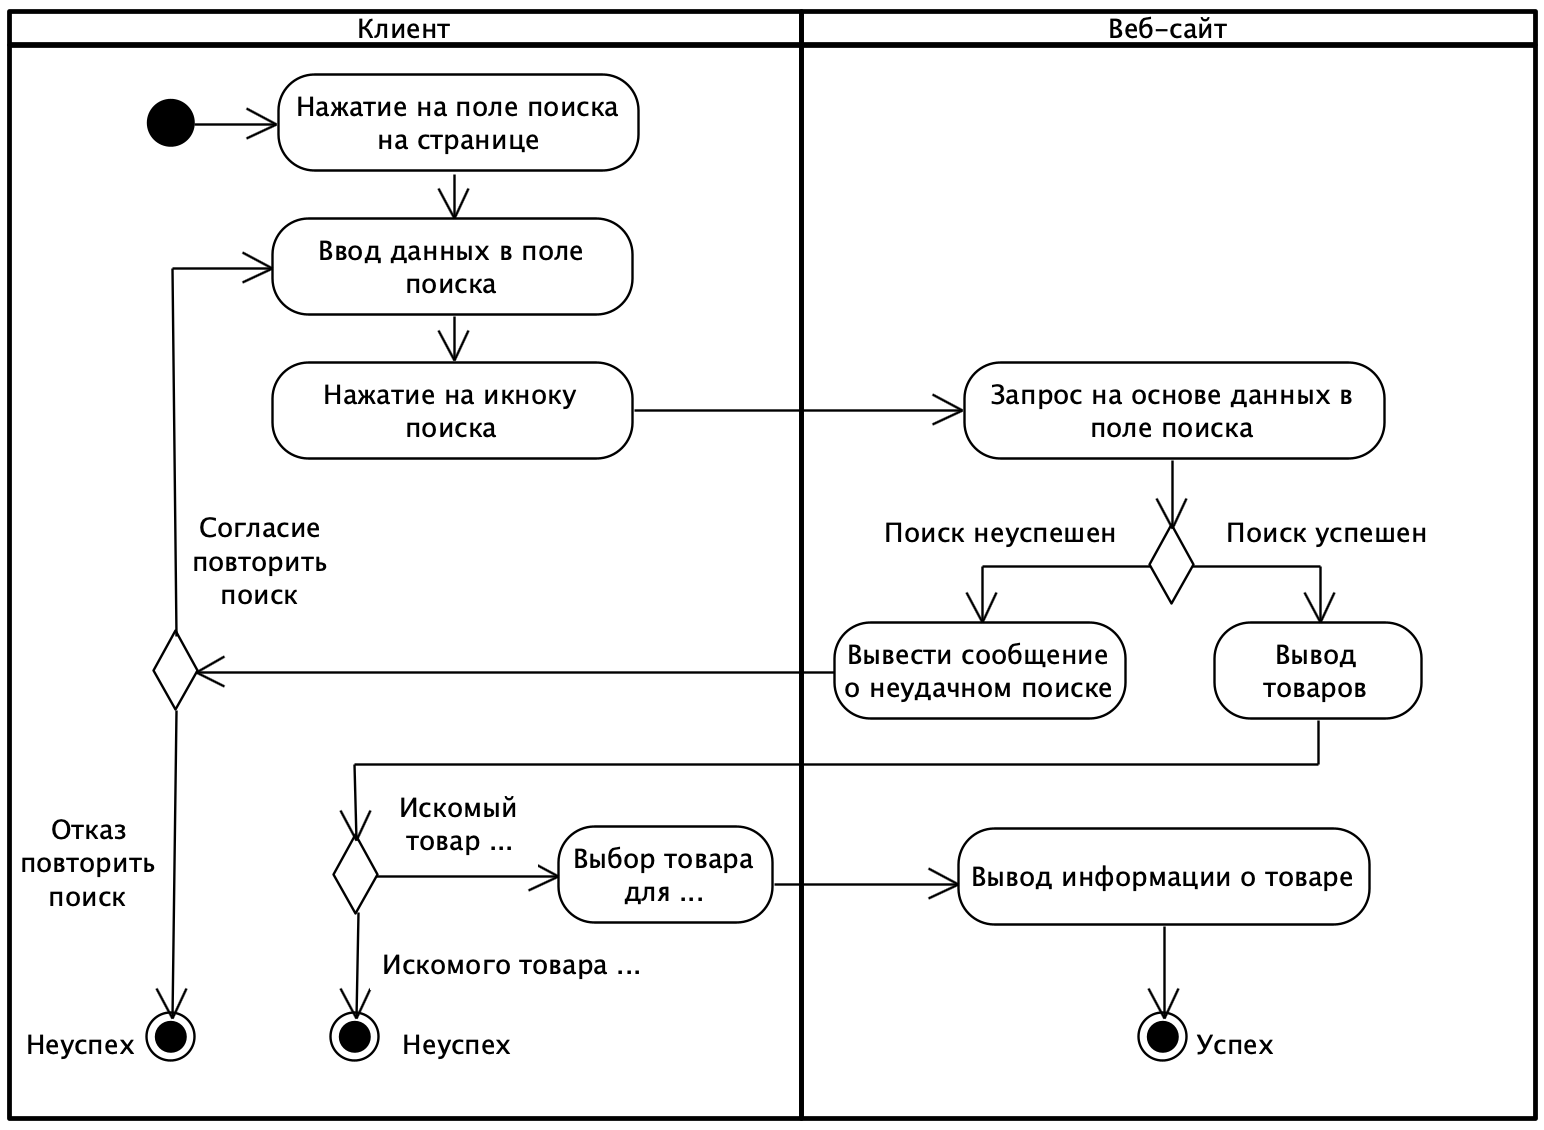 Клиент
Веб-сайт
Нажатие на поле поиска
на странице
Ввод данных в поле
поиска
Нажатие на икноку
поиска
Запрос на основе данных в
поле поиска
Согласие
повторить
поиск
Поиск неуспешен
Поиск успешен
Вывести сообщение
о неудачном поиске
Вывод
товаров
Отказ
повторить
поиск
Искомый
товар ...
Выбор товара
для ...
Вывод информации о товаре
Искомого товара ...
Неуспех
Неуспех
Успех